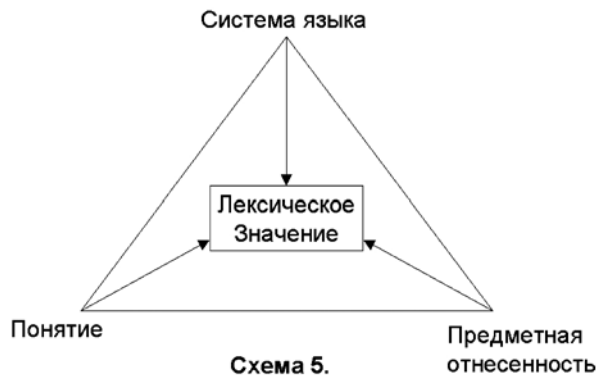 Система языка
Лексическое
Значение
Понятие
Предметная
отнесенность
Схема 5.